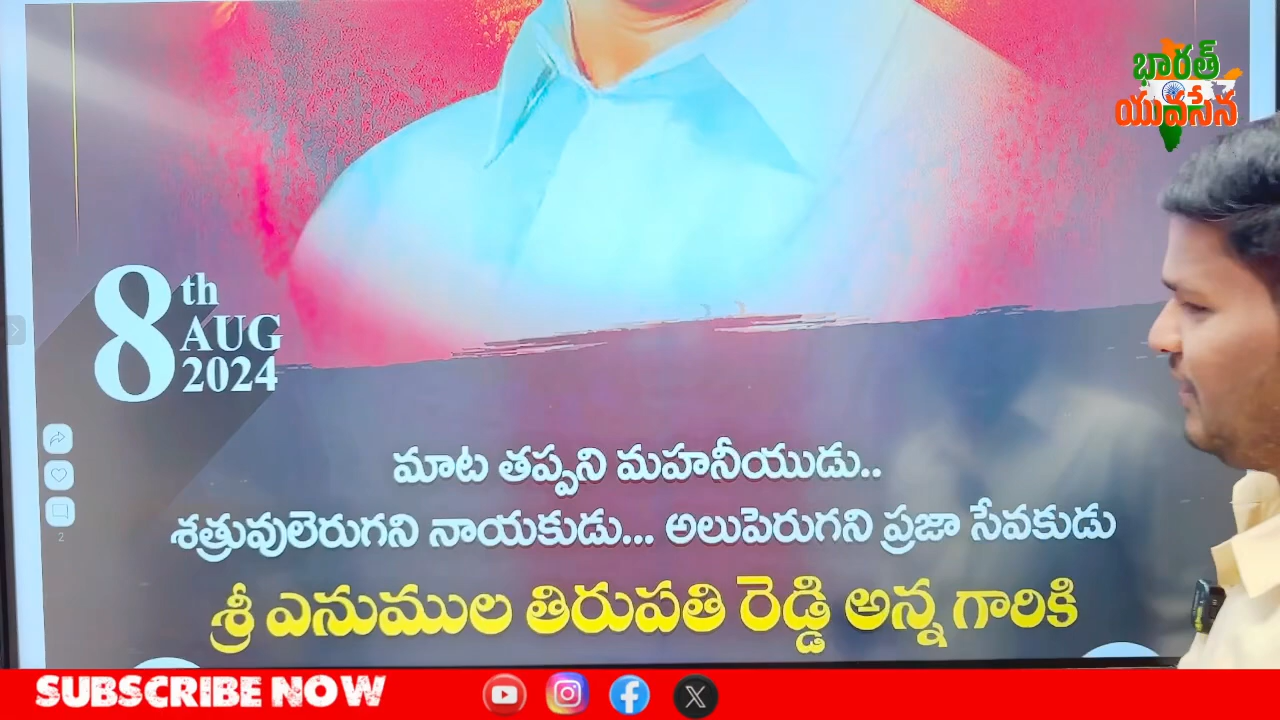 భారత్
యువసేన
8th
AUG
2024
మాట తప్పని మహనీయుడు..
శత్రువులెరుగని నాయకుడు... అలుపెరుగని ప్రజా సేవకుడు
శ్రీ ఎనుముల తిరుపతి రెడ్డి అన్న గారికి
2
SUBSCRIBE NOW